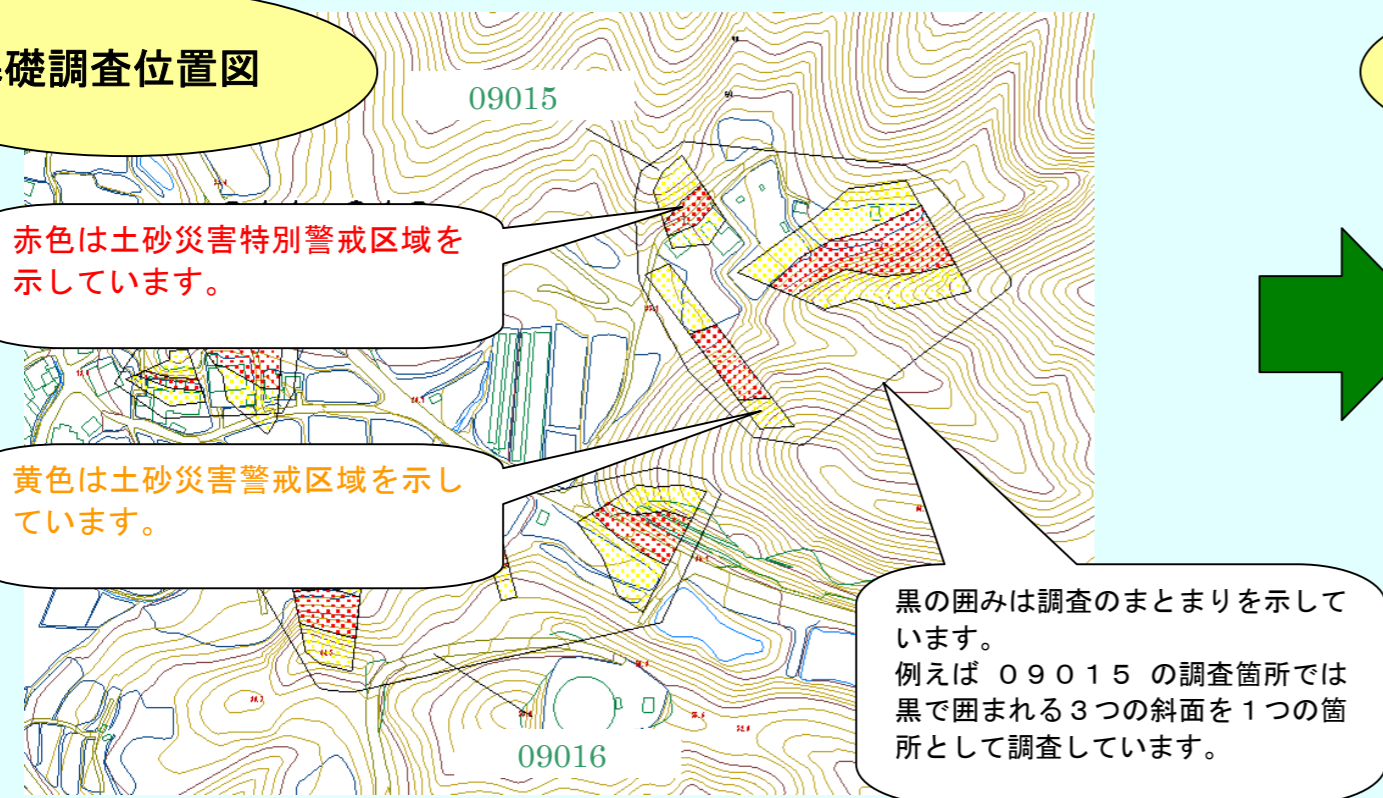 礎調査位置図
09015
赤色は土砂災害特別警戒区域を
示しています。
黄色は土砂災害警戒区域を示し
ています。
黒の囲みは調査のまとまりを示して
います。
例えば ０９０１５ の調査箇所では
黒で囲まれる３つの斜面を１つの箇
所として調査しています。
09016